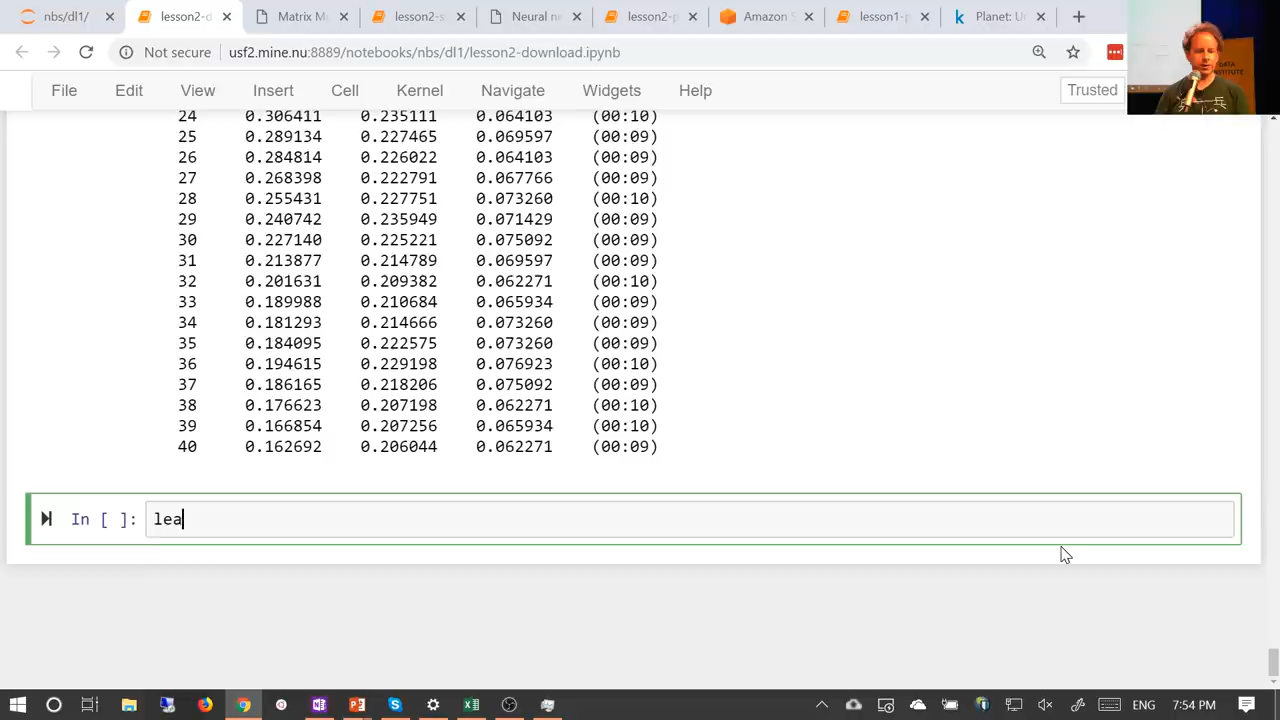 nbs/dl1/
lesson2-d
Matrix M
lesson2-s
Neural ne
lesson2-p
Amazon S
lesson1-p
Planet: Un
Not secure
usf2.mine.nu:8889/notebooks/nbs/dl1/lesson2-download.ipynb
File Edit View Insert Cell Kernel Navigate Widgets Help
Trusted
DATA
INSTITUTE
24 0.306411 0.235111 0.064103 (00:10)
25 0.289134 0.227465 0.069597 (00:09)
26 0.284814 0.226022 0.064103 (00:09)
27 0.268398 0.222791 0.067766 (00:09)
28 0.255431 0.227751 0.073260 (00:10)
29 0.240742 0.235949 0.071429 (00:09)
30 0.227140 0.225221 0.075092 (00:09)
31 0.213877 0.214789 0.069597 (00:09)
32 0.201631 0.209382 0.062271 (00:10)
33 0.189988 0.210684 0.065934 (00:09)
34 0.181293 0.214666 0.073260 (00:09)
35 0.184095 0.222575 0.073260 (00:09)
36 0.194615 0.229198 0.076923 (00:10)
37 0.186165 0.218206 0.075092 (00:09)
38 0.176623 0.207198 0.062271 (00:10)
39 0.166854 0.207256 0.065934 (00:10)
40 0.162692 0.206044 0.062271 (00:09)
In [ ]: lea
ENG 7:54 PM